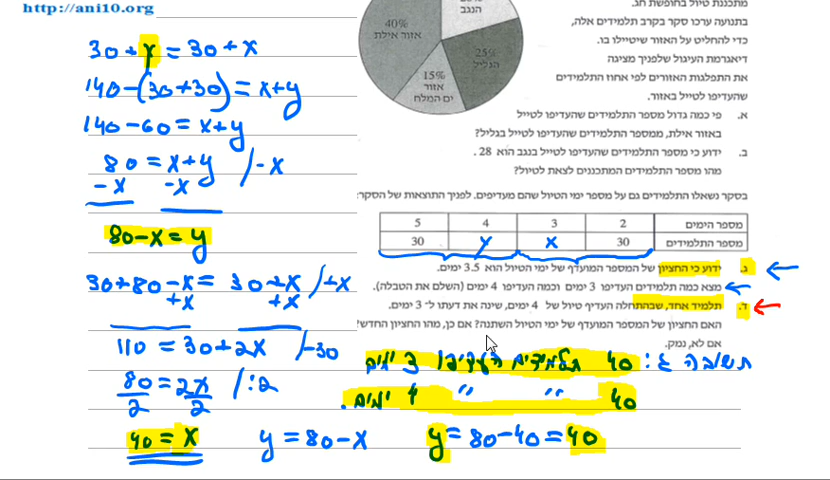 http://ani10.org
מתכננת טיול בחופשת חג.
בתנועה ערכו סקר בקרב תלמידים אלה,
כדי להחליט על האזור שיטיילו בו.
דיאגרמת העיגול שלפניך מציגה
את התפלגות האזורים לפי אחוז התלמידים
שהעדיפו לטייל באזור.
הנגב
40%
אזור אילת
25%
הגליל
15%
אזור
ים המלח
א. פי כמה גדול מספר התלמידים שהעדיפו לטייל
באזור אילת, ממספר התלמידים שהעדיפו לטייל בגליל?
ב. ידוע כי מספר התלמידים שהעדיפו לטייל בנגב הוא 28.
מהו מספר התלמידים המתכננים לצאת לטיול?
בסקר נשאלו התלמידים גם על מספר ימי הטיול שהם מעדיפים. לפניך התוצאות של הסקר:
מספר הימים 2 3 4 5
מספר התלמידים 30 x y 30
ג. ידוע כי החציון של המספר המועדף של ימי הטיול הוא 3.5 ימים.
מצא כמה תלמידים העדיפו 3 ימים וכמה העדיפו 4 ימים (השלם את הטבלה).
ד. תלמיד אחד, שבהתחלה העדיף טיול של 4 ימים, שינה את דעתו ל- 3 ימים.
האם החציון של המספר המועדף של ימי הטיול השתנה? אם כן, מהו החציון החדש?
אם לא, נמק.
30+y=30+x
140-(30+30)=x+y
140-60=x+y
80=x+y /-x
-x -x
80-x=y
30+80-x=30+x /+x
+x +x
110=30+2x /-30
80=2x /:2
2 2
40=x y=80-x y=80-40=40
תשובה ג: 40 תלמידים העדיפו 3 ימים
40 " " 4 ימים.